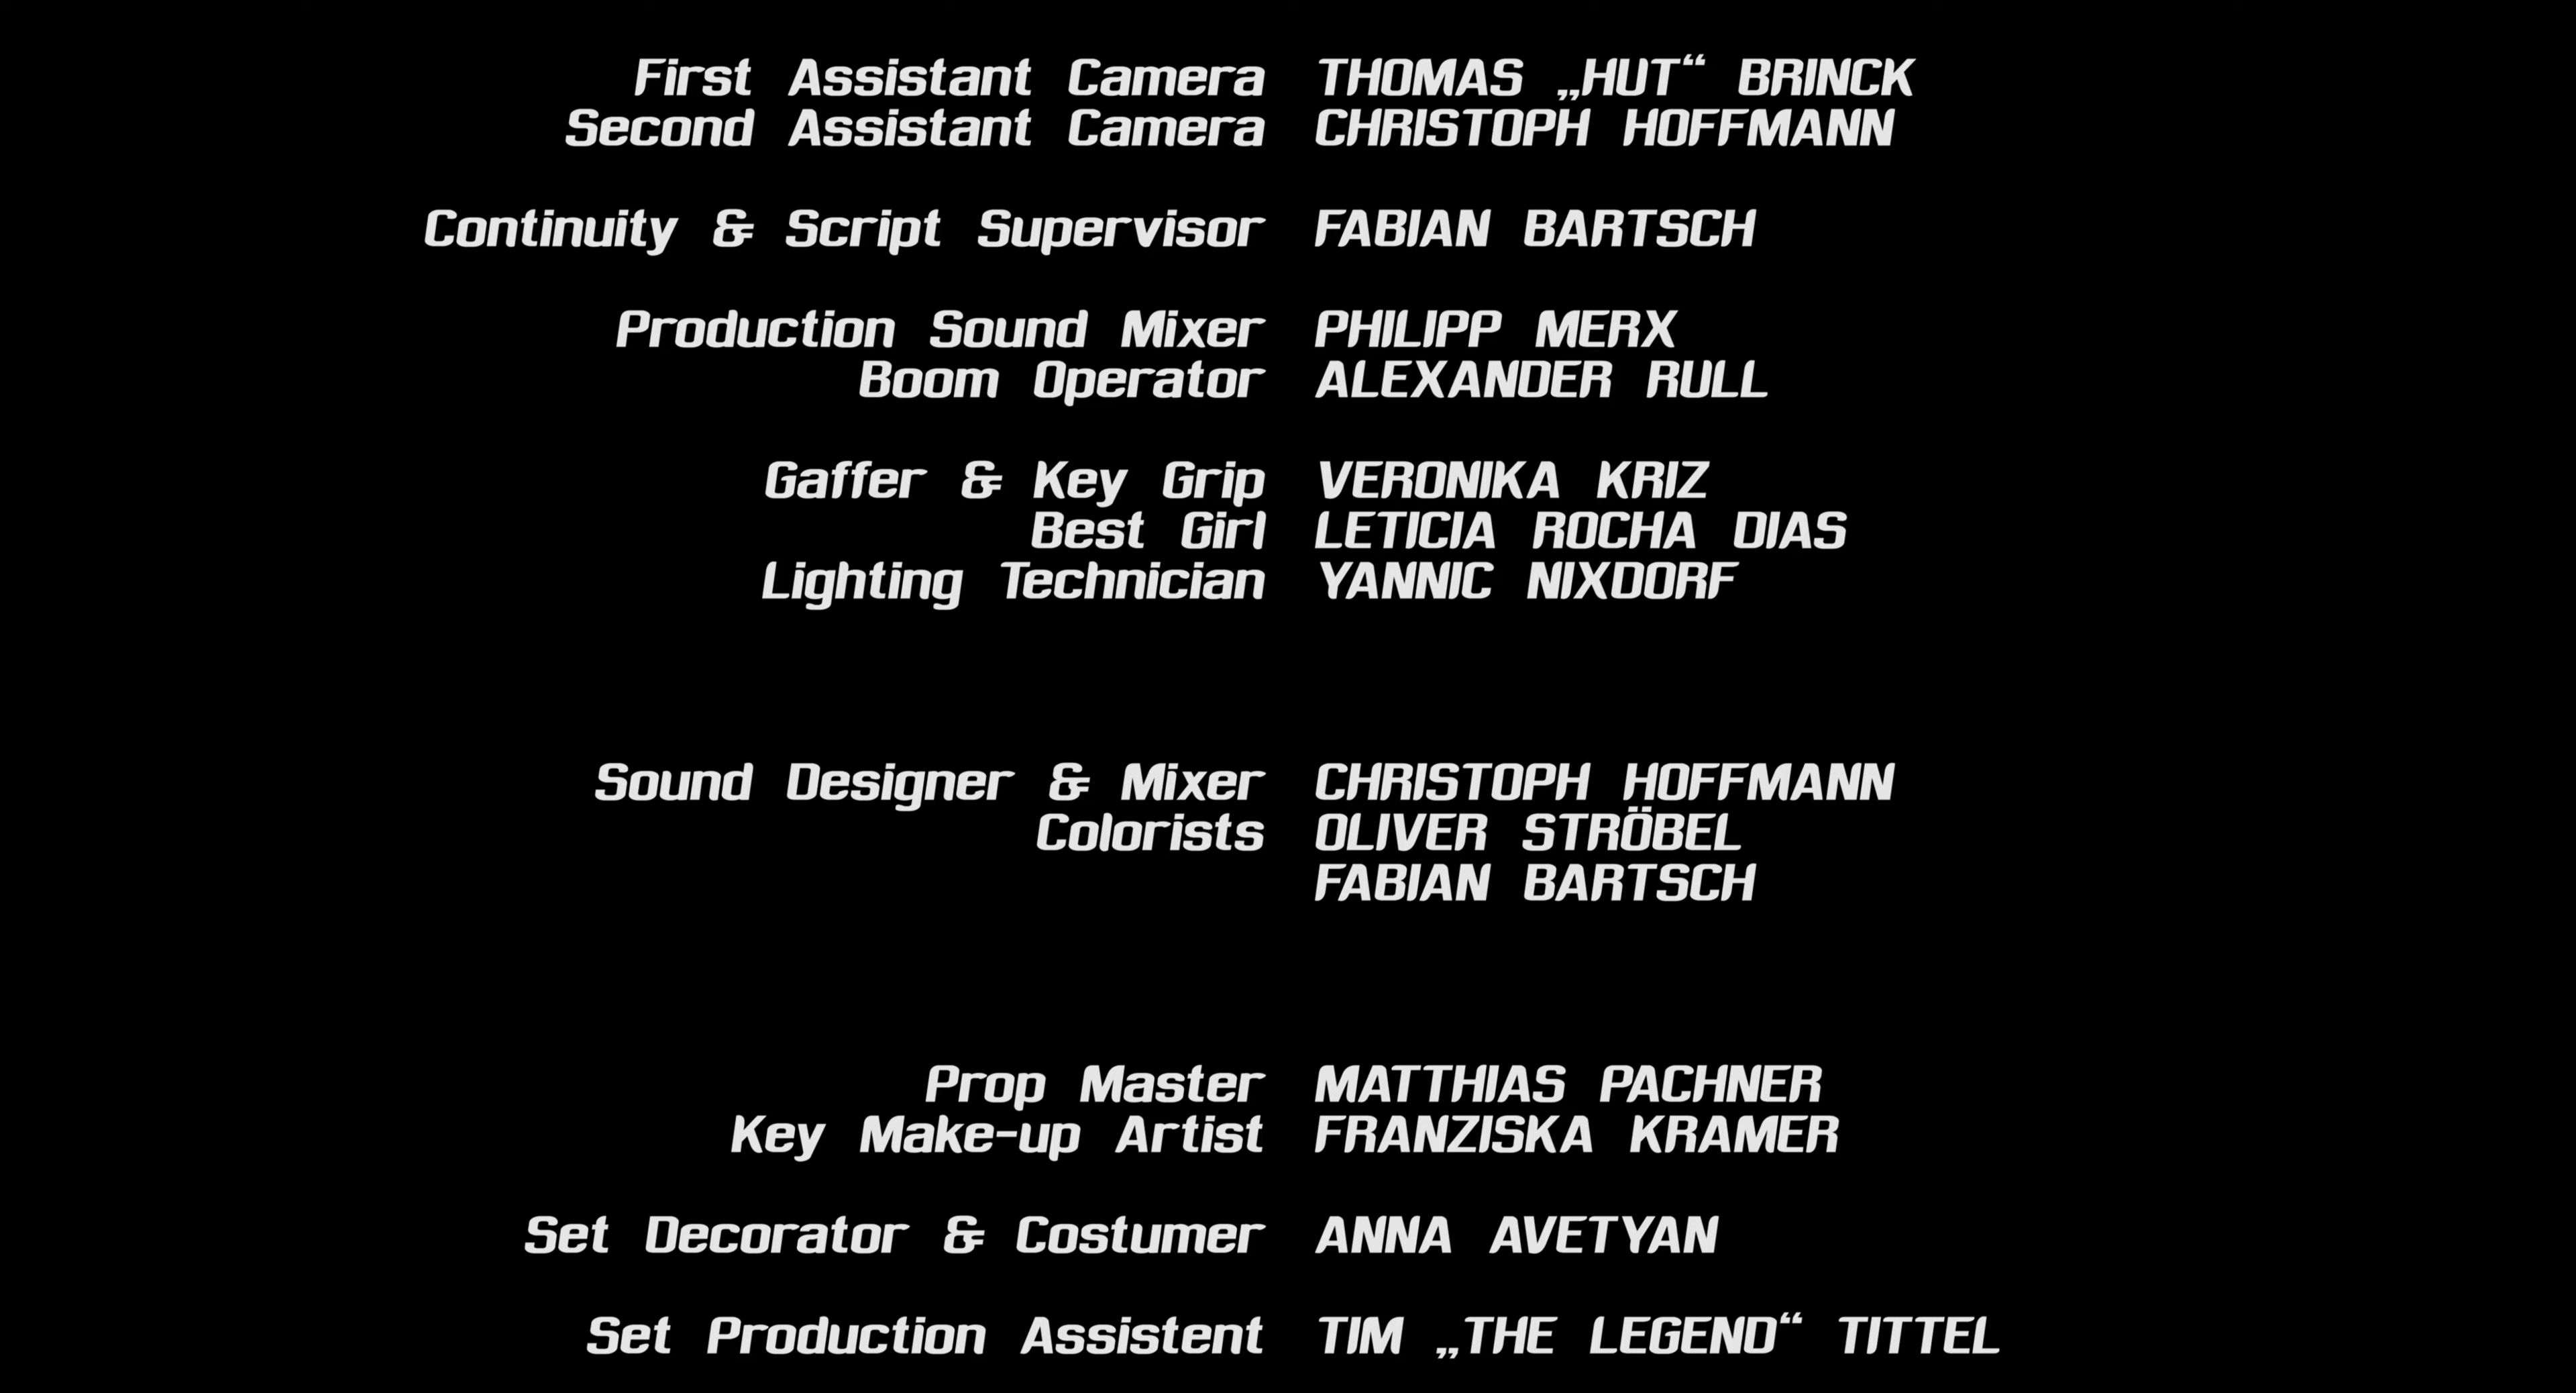 First Assistant Camera THOMAS „HUT“ BRINCK
Second Assistant Camera CHRISTOPH HOFFMANN
Continuity & Script Supervisor FABIAN BARTSCH
Production Sound Mixer PHILIPP MERX
Boom Operator ALEXANDER RULL
Gaffer & Key Grip VERONIKA KRIZ
Best Girl LETICIA ROCHA DIAS
Lighting Technician YANNIC NIXDORF
Sound Designer & Mixer CHRISTOPH HOFFMANN
Colorists OLIVER STRÖBEL
FABIAN BARTSCH
Prop Master MATTHIAS PACHNER
Key Make-up Artist FRANZISKA KRAMER
Set Decorator & Costumer ANNA AVETYAN
Set Production Assistent TIM „THE LEGEND“ TITTEL